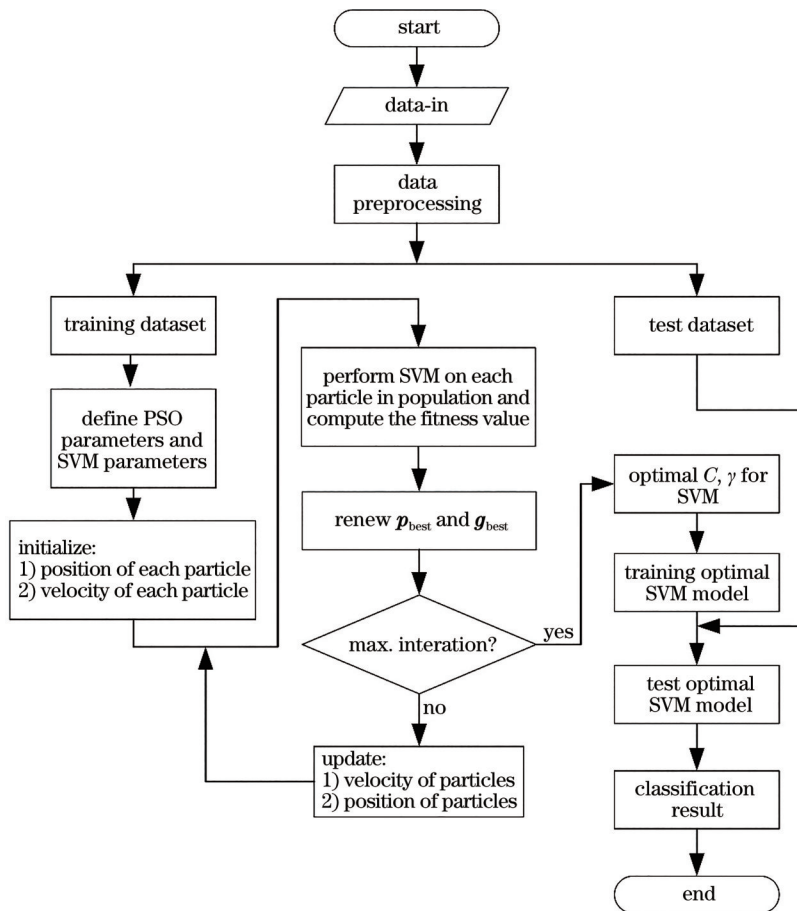 start
data-in
data
preprocessing
training dataset
define PSO
parameters and
SVM parameters
initialize:
1) position of each particle
2) velocity of each particle
perform SVM on each
particle in population and
compute the fitness value
renew p_best and g_best
max. interation?
yes
no
update:
1) velocity of particles
2) position of particles
test dataset
optimal C, γ for
SVM
training optimal
SVM model
test optimal
SVM model
classification
result
end